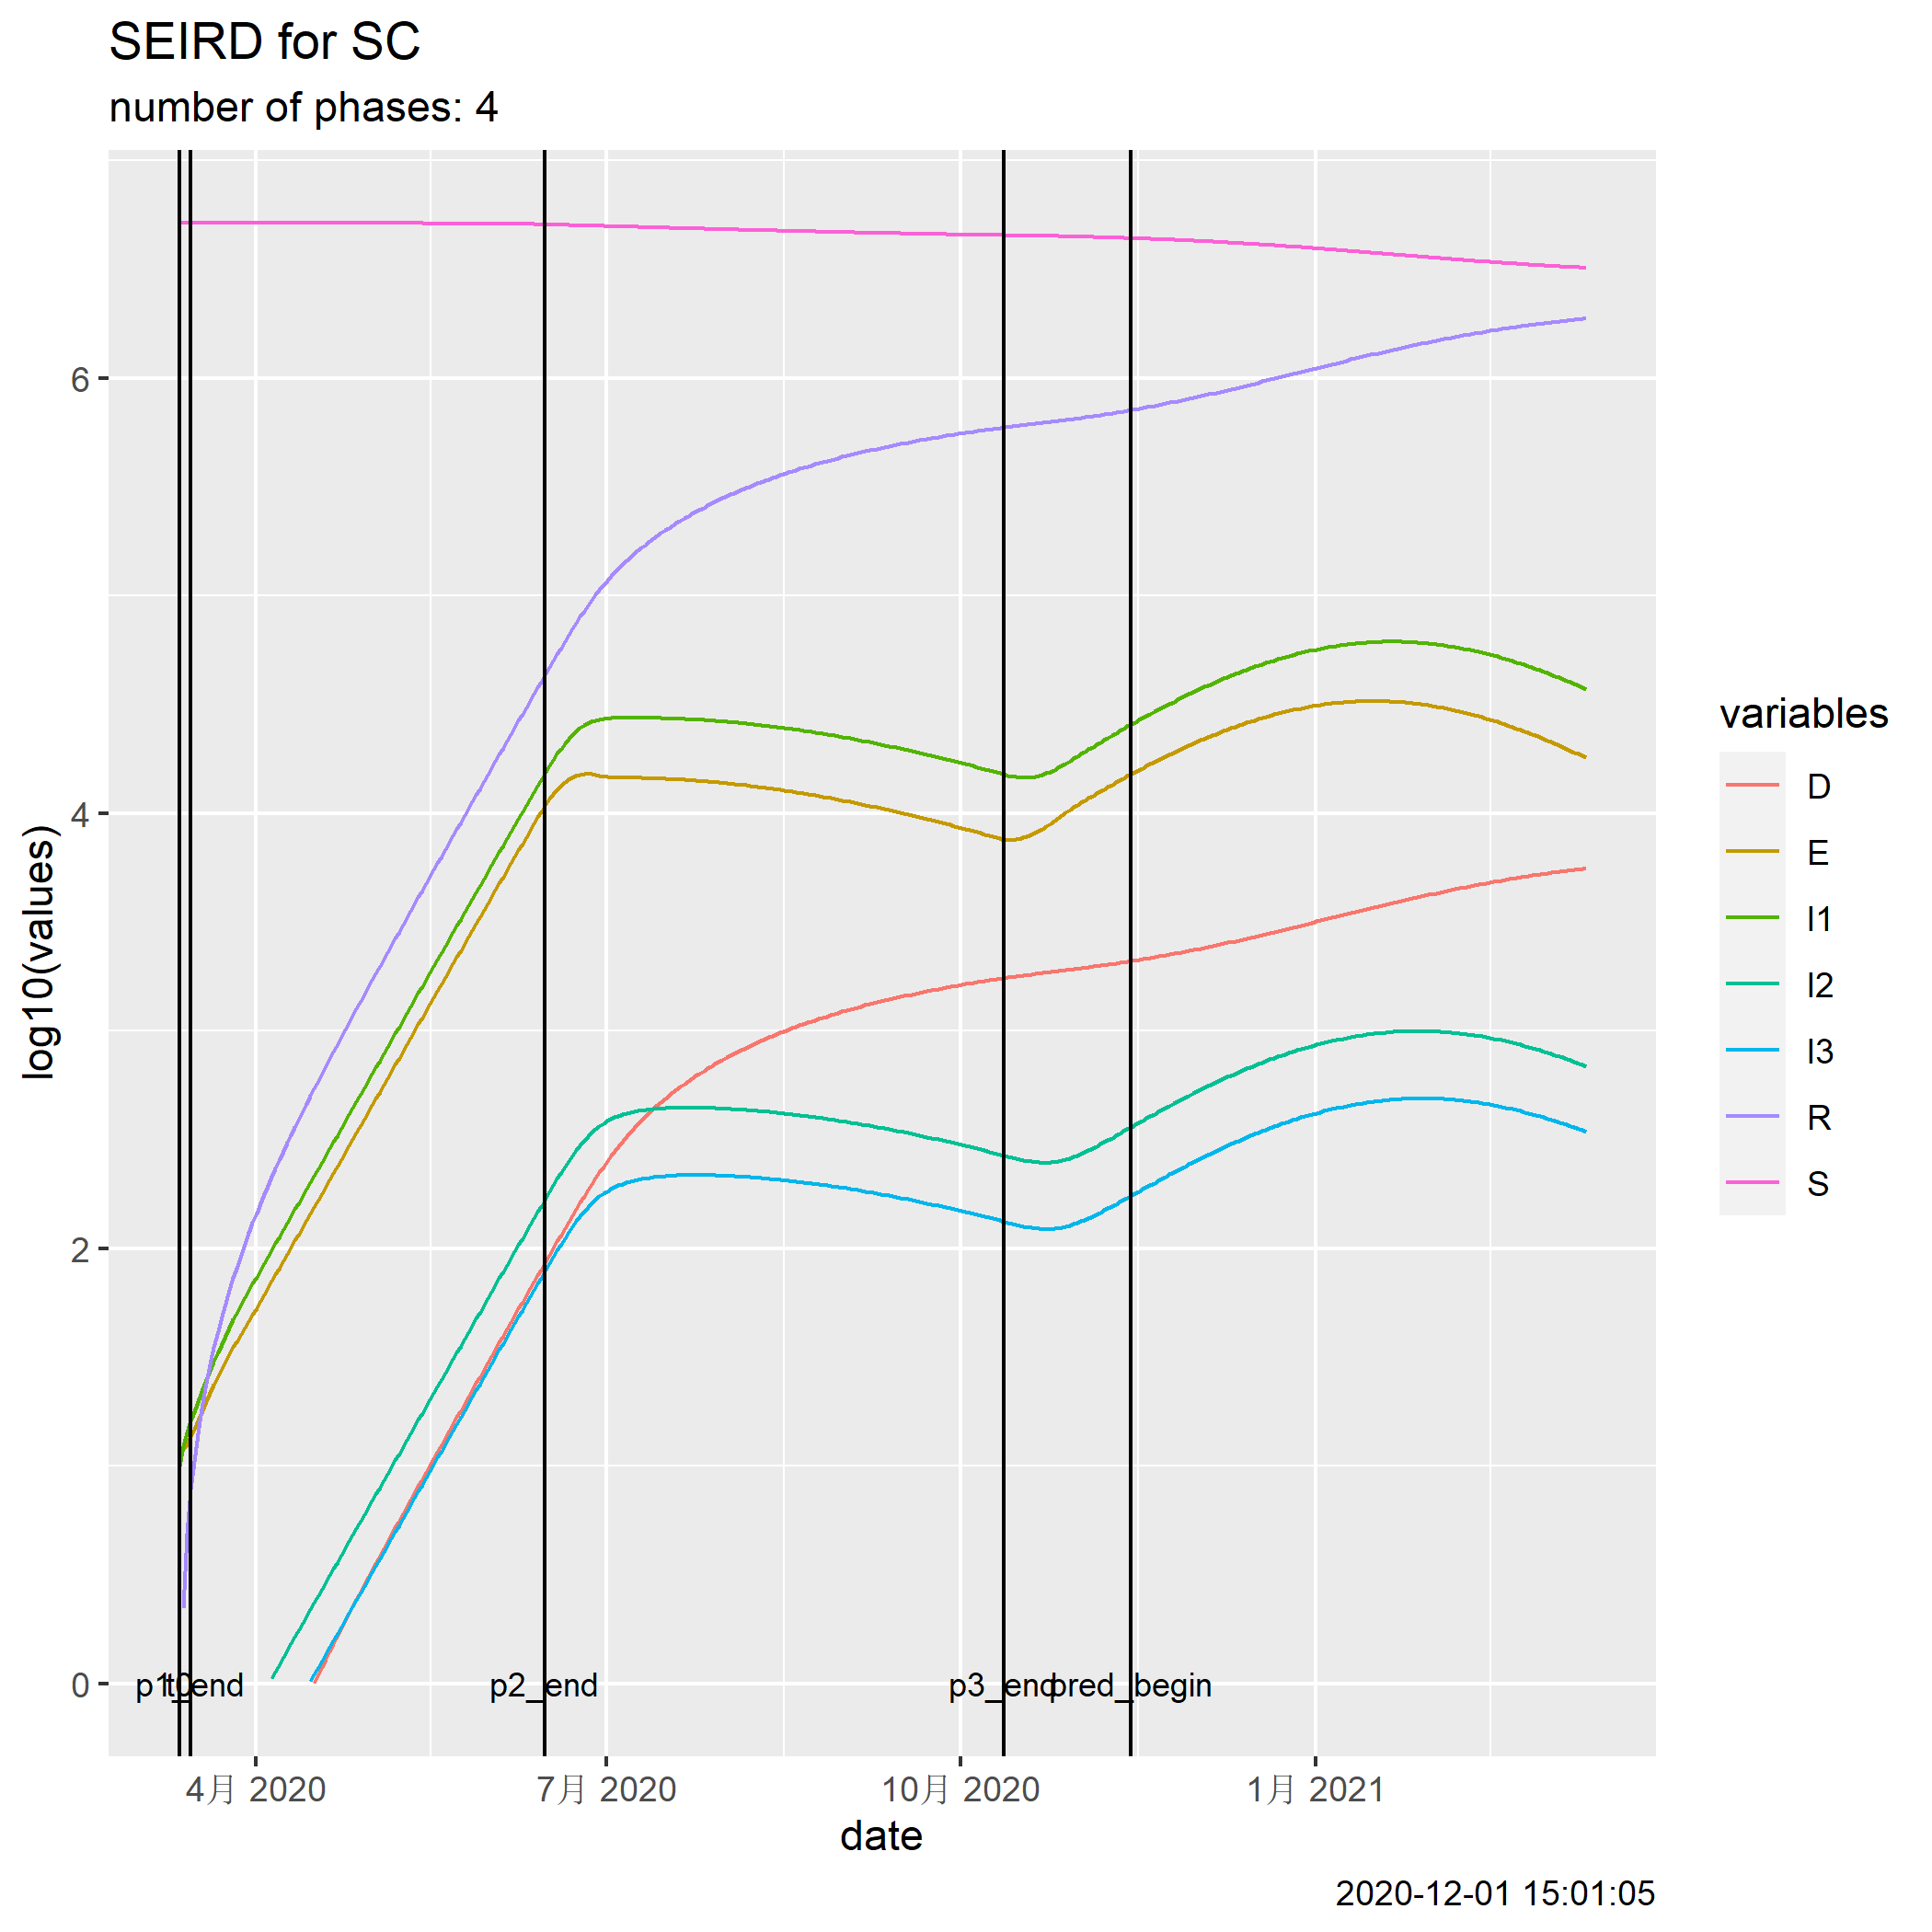 SEIRD for SC
number of phases: 4
log10(values)
6
4
2
0
p1_end
t0
p2_end
p3_end
pred_begin
4月 2020
7月 2020
10月 2020
1月 2021
date
variables
D
E
I1
I2
I3
R
S
2020-12-01 15:01:05